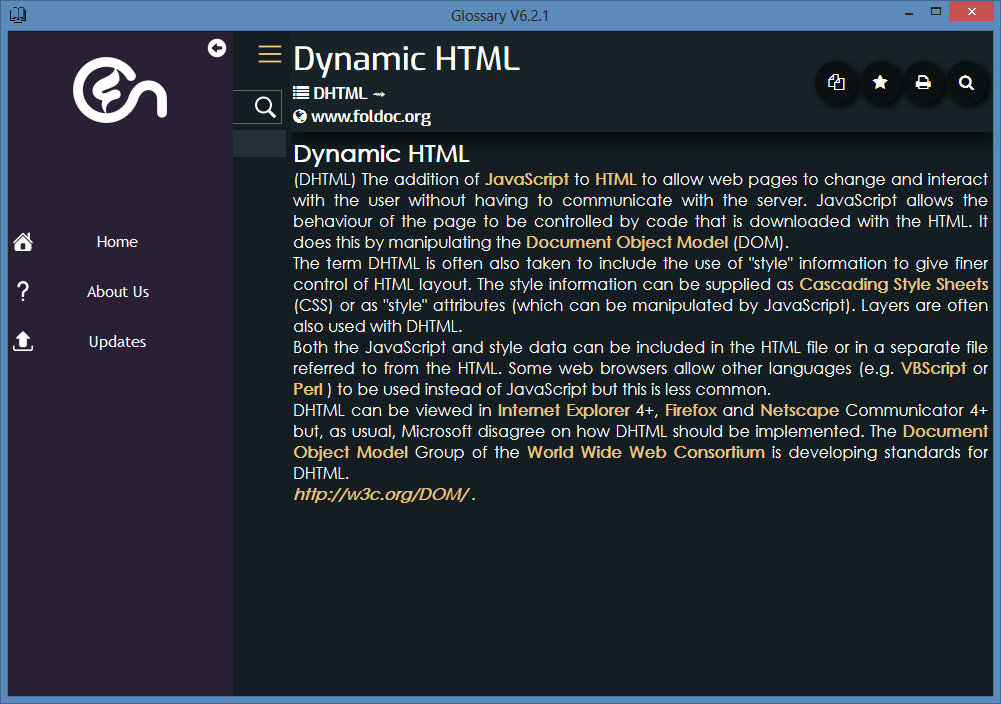 Glossary V6.2.1
Home
About Us
Updates
Dynamic HTML
DHTML ⇝
www.foldoc.org
Dynamic HTML
(DHTML) The addition of JavaScript to HTML to allow web pages to change and interact
with the user without having to communicate with the server. JavaScript allows the
behaviour of the page to be controlled by code that is downloaded with the HTML. It
does this by manipulating the Document Object Model (DOM).
The term DHTML is often also taken to include the use of "style" information to give finer
control of HTML layout. The style information can be supplied as Cascading Style Sheets
(CSS) or as "style" attributes (which can be manipulated by JavaScript). Layers are often
also used with DHTML.
Both the JavaScript and style data can be included in the HTML file or in a separate file
referred to from the HTML. Some web browsers allow other languages (e.g. VBScript or
Perl ) to be used instead of JavaScript but this is less common.
DHTML can be viewed in Internet Explorer 4+, Firefox and Netscape Communicator 4+
but, as usual, Microsoft disagree on how DHTML should be implemented. The Document
Object Model Group of the World Wide Web Consortium is developing standards for
DHTML.
http://w3c.org/DOM/ .